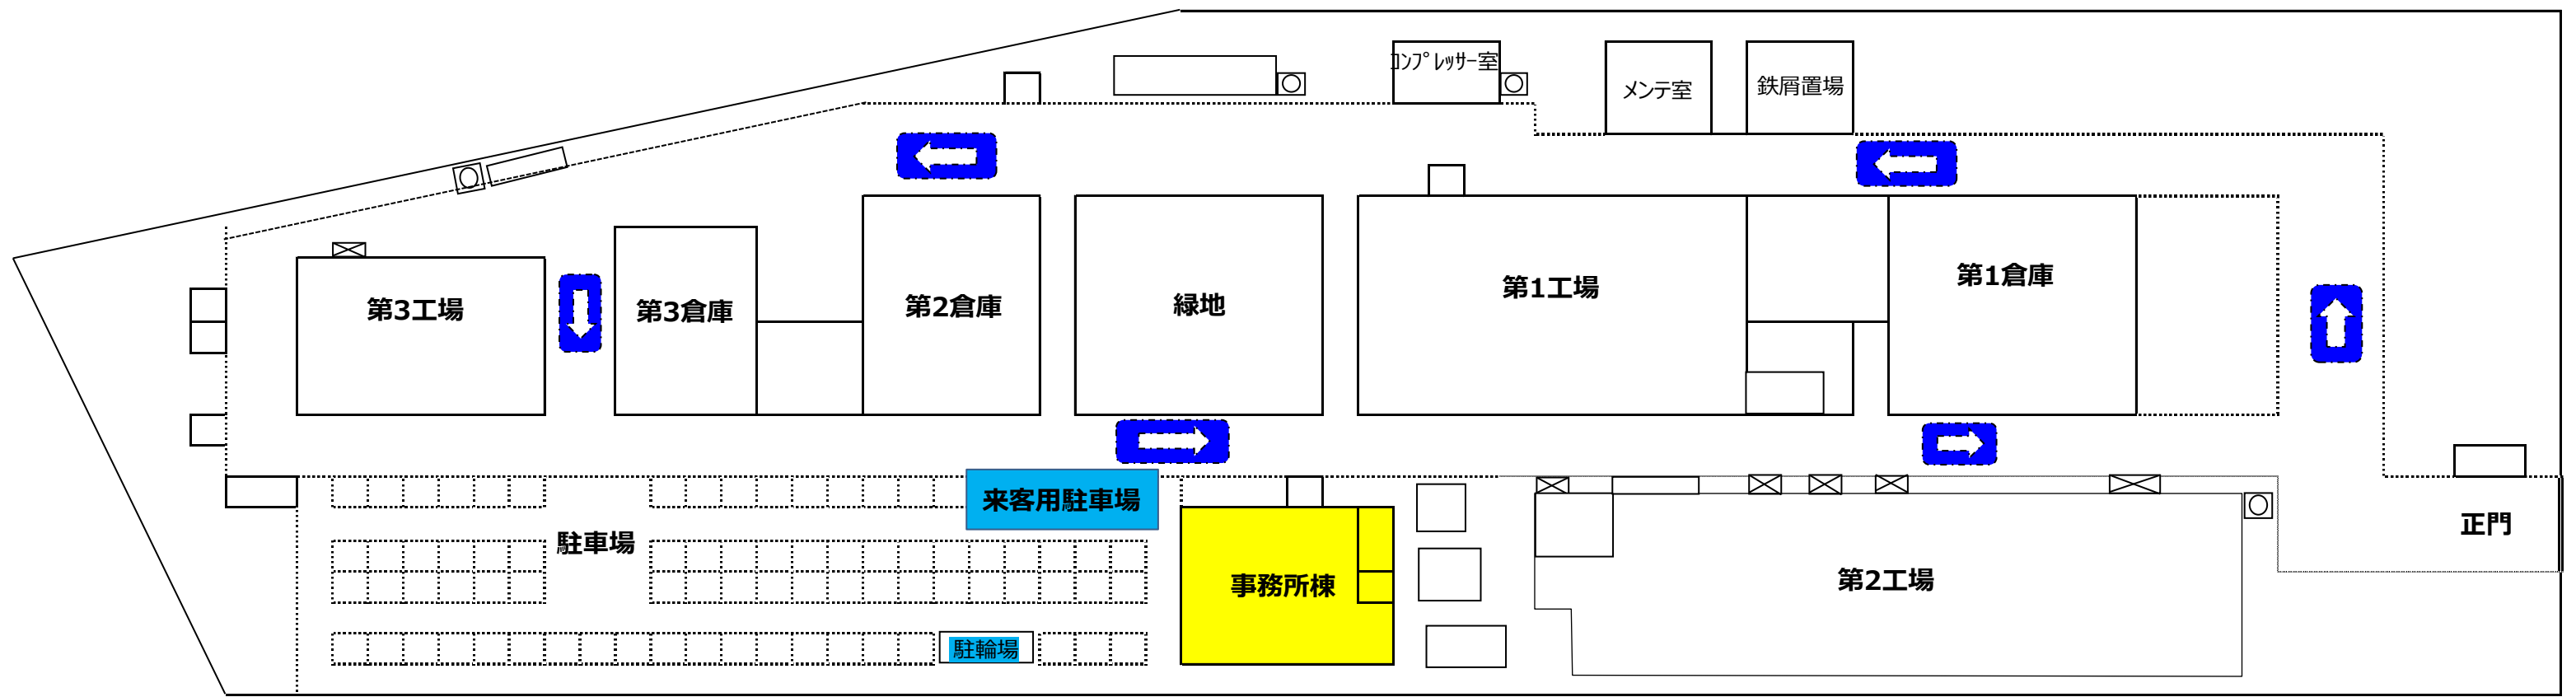 コンプレッサー室
メンテ室
鉄屑置場
第3工場
第3倉庫
第2倉庫
緑地
第1工場
第1倉庫
来客用駐車場
駐車場
正門
事務所棟
第2工場
駐輪場